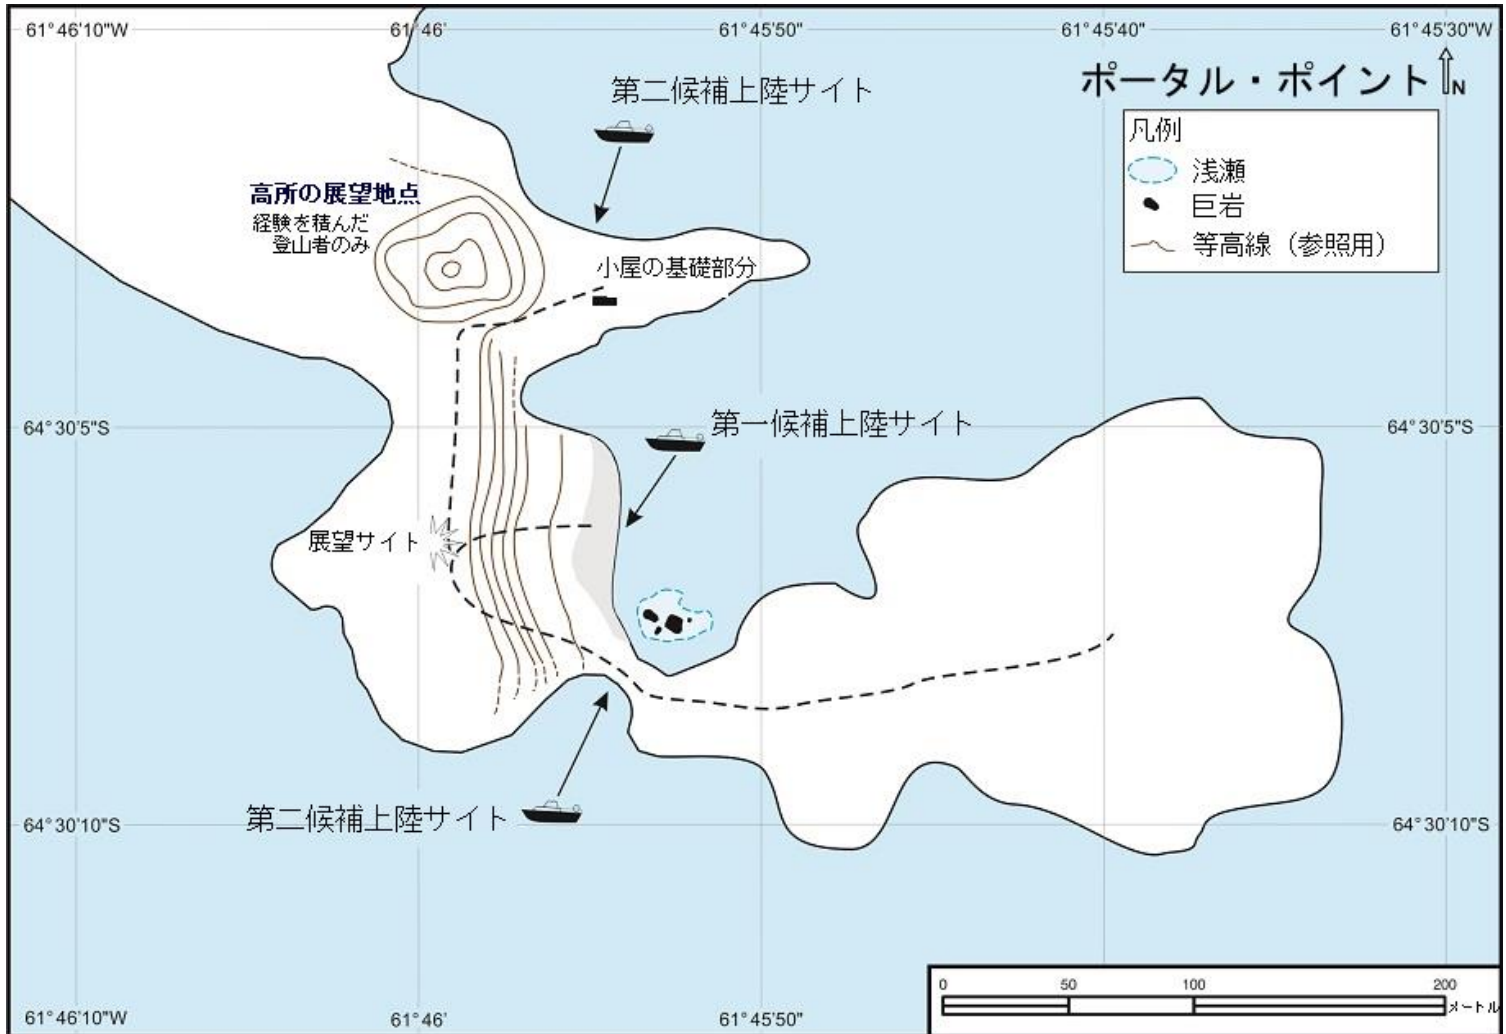 61°46'10"W
61°46'
61°45'50"
61°45'40"
61°45'30"W
ポータル・ポイント
N
第二候補上陸サイト
凡例
浅瀬
巨岩
等高線（参照用）
高所の展望地点
経験を積んだ
登山者のみ
小屋の基礎部分
第一候補上陸サイト
64°30'5"S
64°30'5"S
展望サイト
第二候補上陸サイト
64°30'10"S
64°30'10"S
0
50
100
200
メートル
61°46'10"W
61°46'
61°45'50"